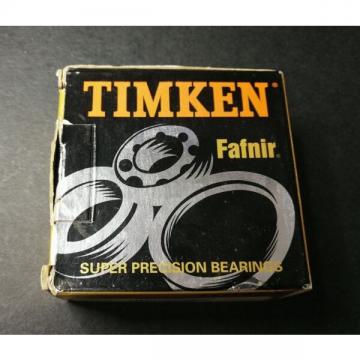 TIMKEN®
Fafnir®
SUPER PRECISION BEARINGS